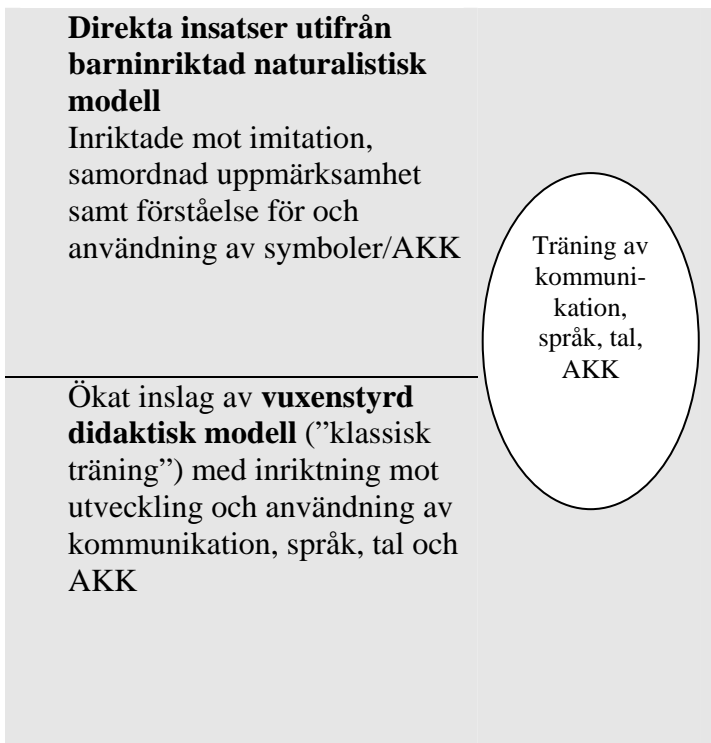 Direkta insatser utifrån
barninriktad naturalistisk
modell
Inriktade mot imitation,
samordnad uppmärksamhet
samt förståelse för och
användning av symboler/AKK
Träning av
kommuni-
kation,
språk, tal,
AKK
Ökat inslag av vuxenstyrd
didaktisk modell (”klassisk
träning”) med inriktning mot
utveckling och användning av
kommunikation, språk, tal och
AKK